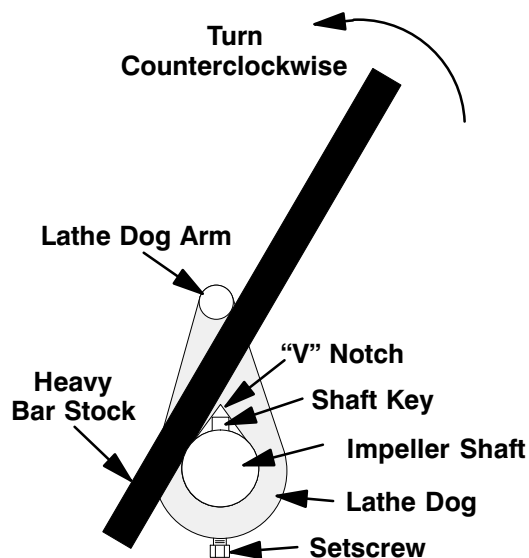 Turn
Counterclockwise
Lathe Dog Arm
“V” Notch
Heavy
Bar Stock
Shaft Key
Impeller Shaft
Lathe Dog
Setscrew